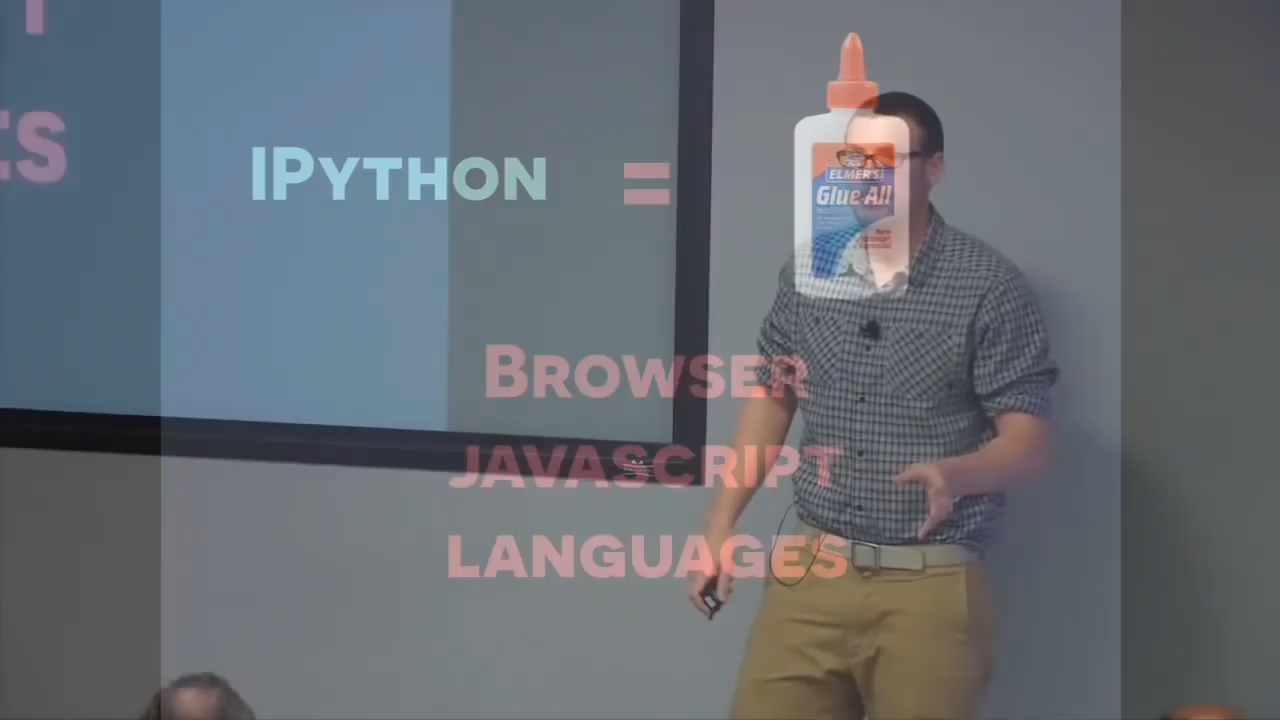 IPYTHON =
ELMER'S
Glue-All
BROWSER
JAVASCRIPT
LANGUAGES